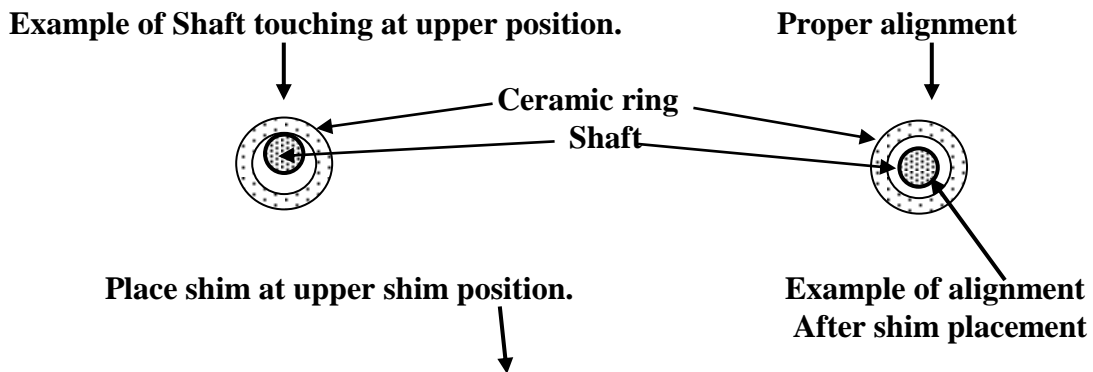 Example of Shaft touching at upper position.
Proper alignment
Ceramic ring
Shaft
Place shim at upper shim position.
Example of alignment
After shim placement